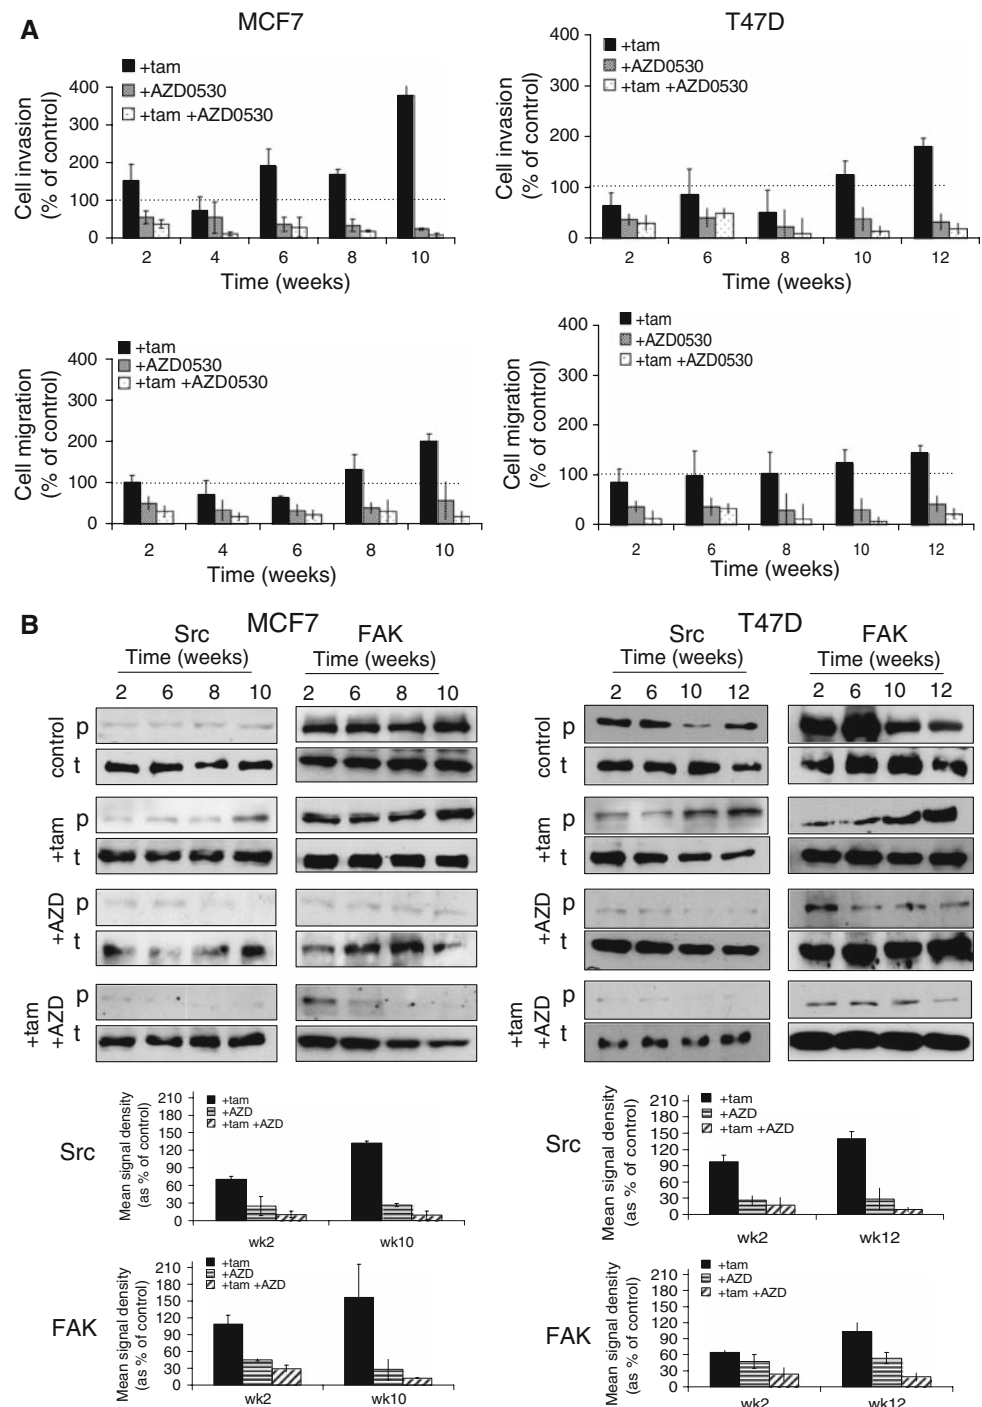 A
MCF7
T47D
+tam
+AZD0530
+tam +AZD0530
Cell invasion
(% of control)
400
300
200
100
0
2 4 6 8 10
Time (weeks)
+tam
+AZD0530
+tam +AZD0530
Cell invasion
(% of control)
400
300
200
100
0
2 6 8 10 12
Time (weeks)
+tam
+AZD0530
+tam +AZD0530
Cell migration
(% of control)
400
300
200
100
0
2 4 6 8 10
Time (weeks)
+tam
+AZD0530
+tam +AZD0530
Cell migration
(% of control)
400
300
200
100
0
2 6 8 10 12
Time (weeks)
B
MCF7
T47D
Src FAK
Time (weeks) Time (weeks)
2 6 8 10 2 6 8 10
control p
t
+tam p
t
+AZD p
t
+tam +AZD p
t
Src FAK
Time (weeks) Time (weeks)
2 6 10 12 2 6 10 12
control p
t
+tam p
t
+AZD p
t
+tam +AZD p
t
Src
Mean signal density
(as % of control)
210
180
150
120
90
60
30
0
+tam
+AZD
+tam +AZD
wk2 wk10
Src
Mean signal density
(as % of control)
210
180
150
120
90
60
30
0
+tam
+AZD
+tam +AZD
wk2 wk12
FAK
Mean signal density
(as % of control)
210
180
150
120
90
60
30
0
+tam
+AZD
+tam +AZD
wk2 wk10
FAK
Mean signal density
(as % of control)
210
180
150
120
90
60
30
0
+tam
+AZD
+tam +AZD
wk2 wk12